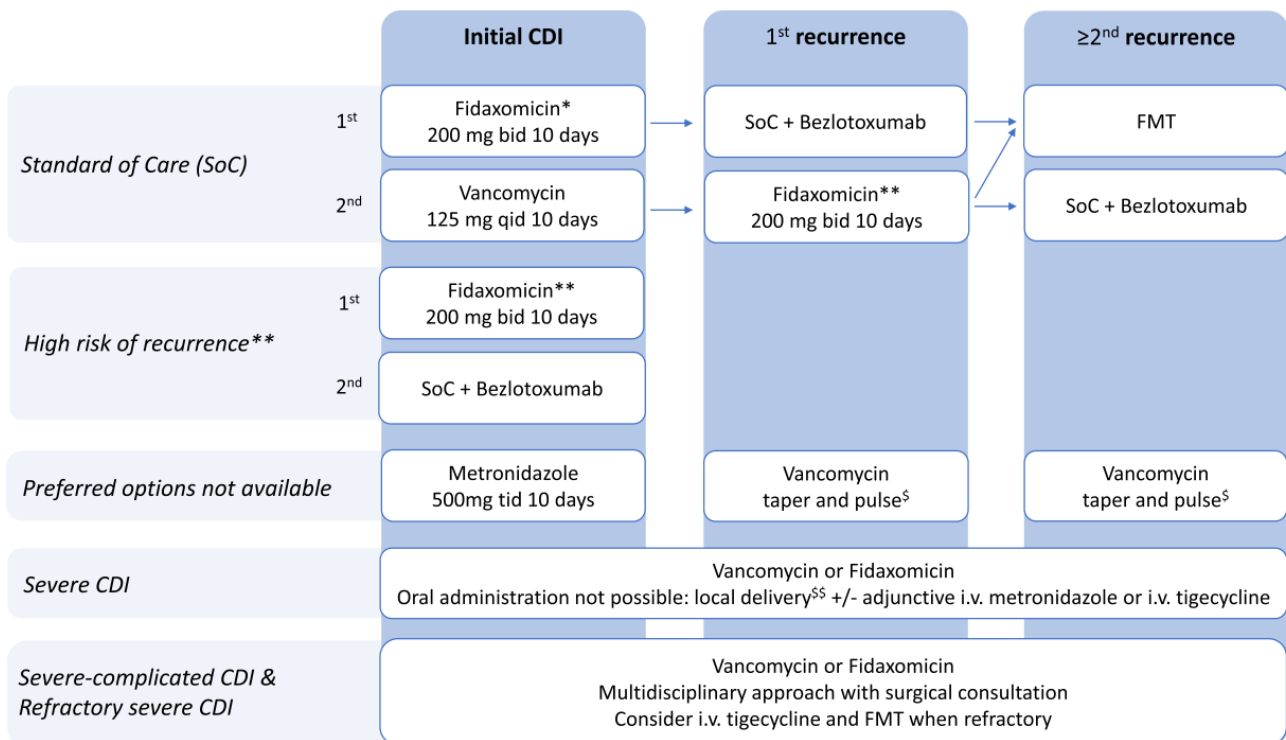 Initial CDI
1st recurrence
≥2nd recurrence
Standard of Care (SoC)
1st
Fidaxomicin*
200 mg bid 10 days
SoC + Bezlotoxumab
FMT
2nd
Vancomycin
125 mg qid 10 days
Fidaxomicin**
200 mg bid 10 days
SoC + Bezlotoxumab
High risk of recurrence**
1st
Fidaxomicin**
200 mg bid 10 days
2nd
SoC + Bezlotoxumab
Preferred options not available
Metronidazole
500mg tid 10 days
Vancomycin
taper and pulse$
Vancomycin
taper and pulse$
Severe CDI
Vancomycin or Fidaxomicin
Oral administration not possible: local delivery$$ +/- adjunctive i.v. metronidazole or i.v. tigecycline
Severe-complicated CDI &
Refractory severe CDI
Vancomycin or Fidaxomicin
Multidisciplinary approach with surgical consultation
Consider i.v. tigecycline and FMT when refractory